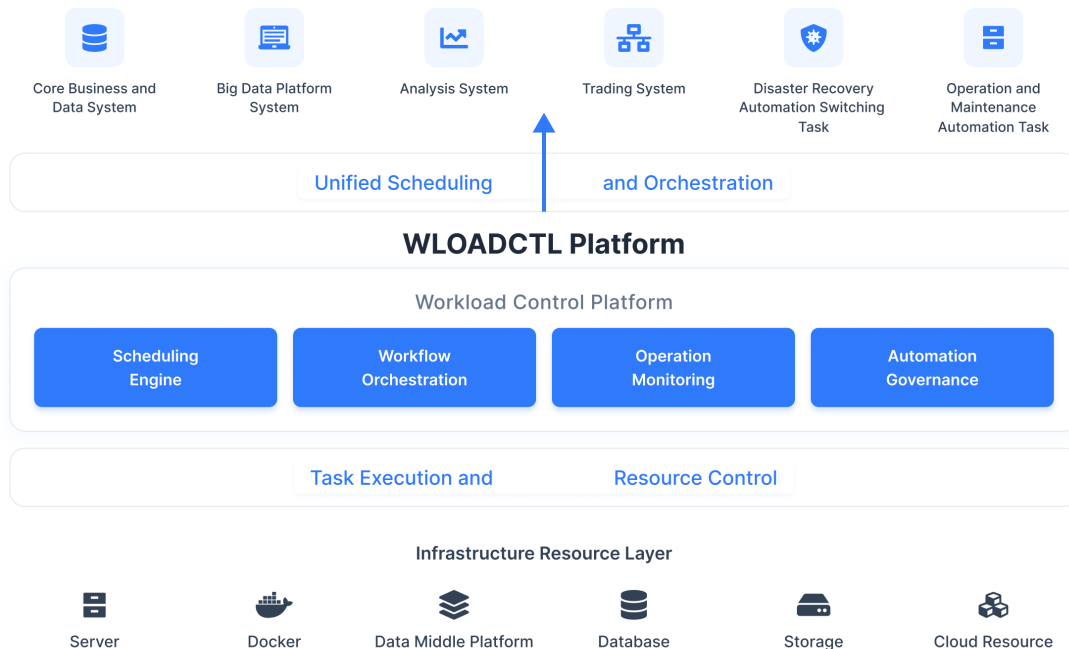 Core Business and
Data System
Big Data Platform
System
Analysis System
Trading System
Disaster Recovery
Automation Switching
Task
Operation and
Maintenance
Automation Task
Unified Scheduling and Orchestration
WLOADCTL Platform
Workload Control Platform
Scheduling
Engine
Workflow
Orchestration
Operation
Monitoring
Automation
Governance
Task Execution and Resource Control
Infrastructure Resource Layer
Server
Docker
Data Middle Platform
Database
Storage
Cloud Resource